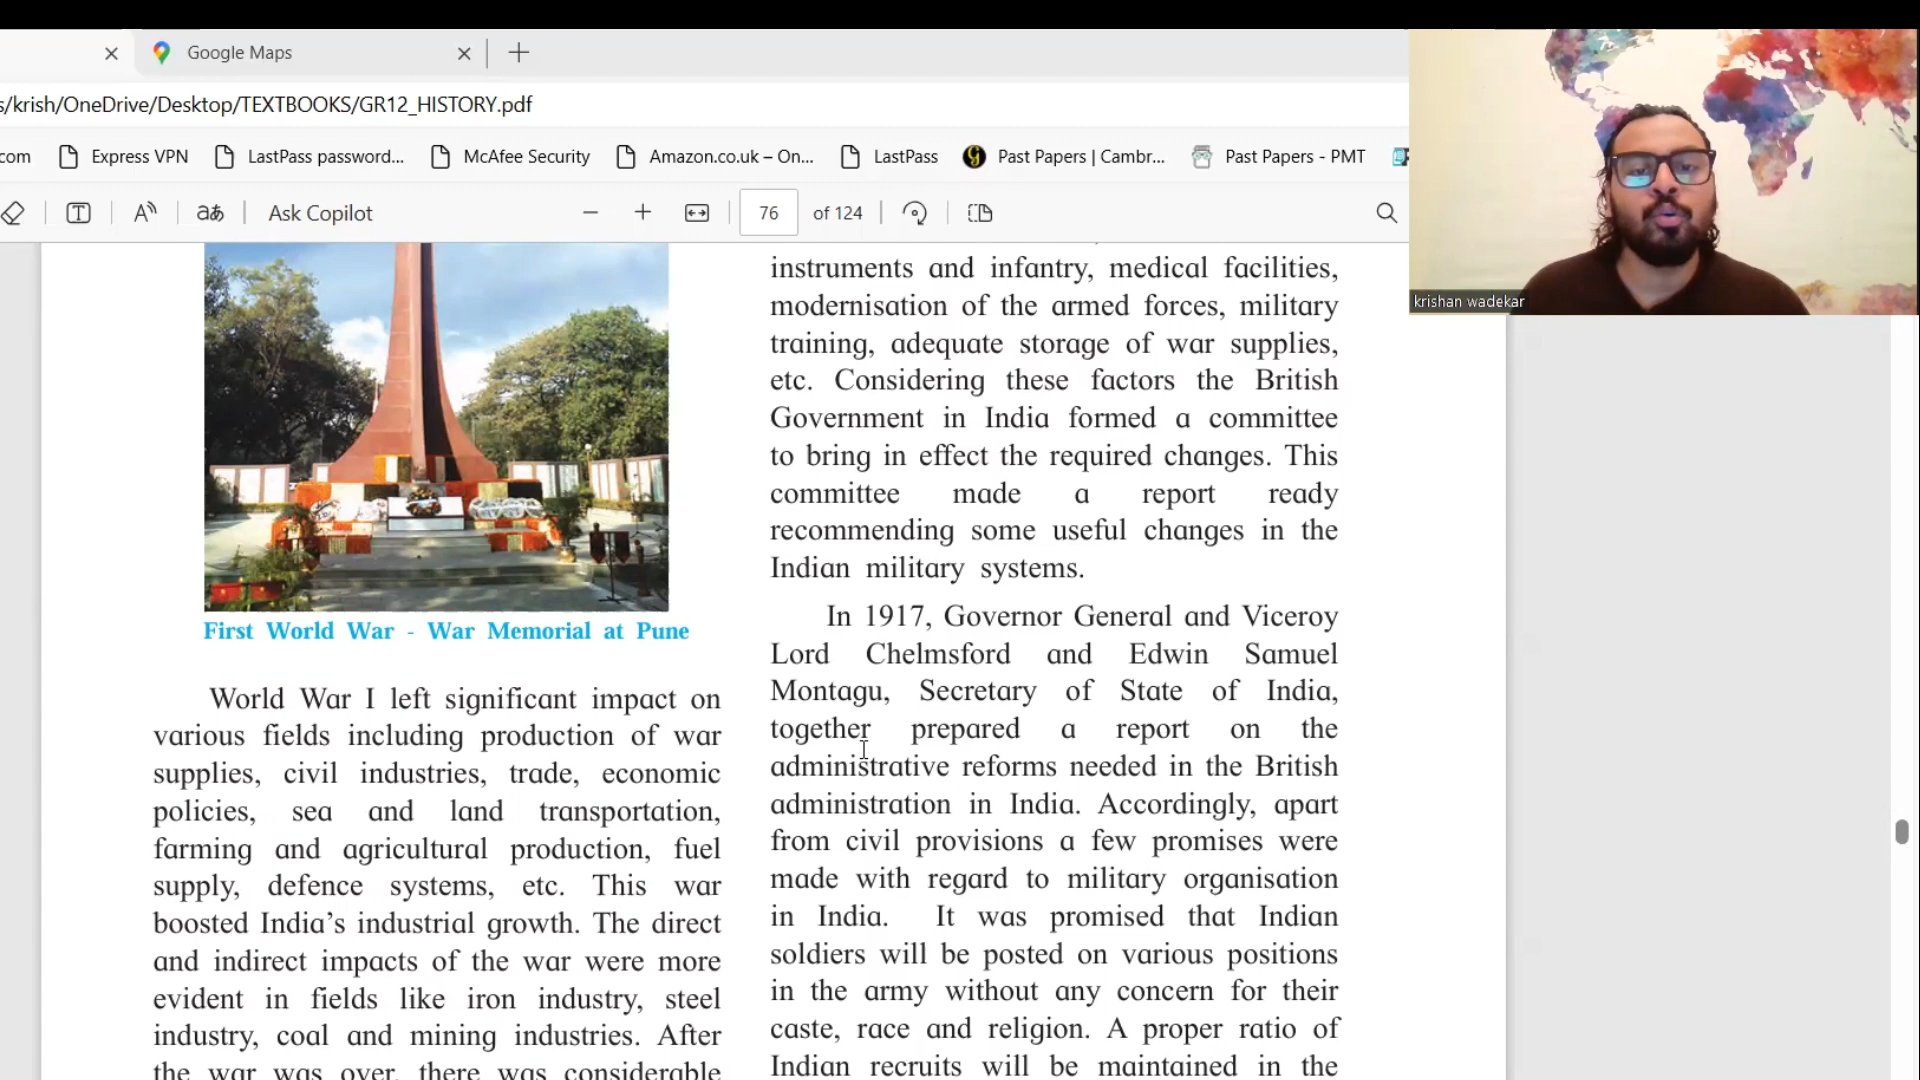 Google Maps
s/krish/OneDrive/Desktop/TEXTBOOKS/GR12_HISTORY.pdf
com
Express VPN
LastPass password...
McAfee Security
Amazon.co.uk – On...
LastPass
Past Papers | Cambr...
Past Papers - PMT
Ask Copilot
76
of 124
krishan wadekar
First World War - War Memorial at Pune
World War I left significant impact on
various fields including production of war
supplies, civil industries, trade, economic
policies, sea and land transportation,
farming and agricultural production, fuel
supply, defence systems, etc. This war
boosted India's industrial growth. The direct
and indirect impacts of the war were more
evident in fields like iron industry, steel
industry, coal and mining industries. After
the war was over, there was considerable
instruments and infantry, medical facilities,
modernisation of the armed forces, military
training, adequate storage of war supplies,
etc. Considering these factors the British
Government in India formed a committee
to bring in effect the required changes. This
committee made a report ready
recommending some useful changes in the
Indian military systems.
In 1917, Governor General and Viceroy
Lord Chelmsford and Edwin Samuel
Montagu, Secretary of State of India,
together prepared a report on the
administrative reforms needed in the British
administration in India. Accordingly, apart
from civil provisions a few promises were
made with regard to military organisation
in India. It was promised that Indian
soldiers will be posted on various positions
in the army without any concern for their
caste, race and religion. A proper ratio of
Indian recruits will be maintained in the